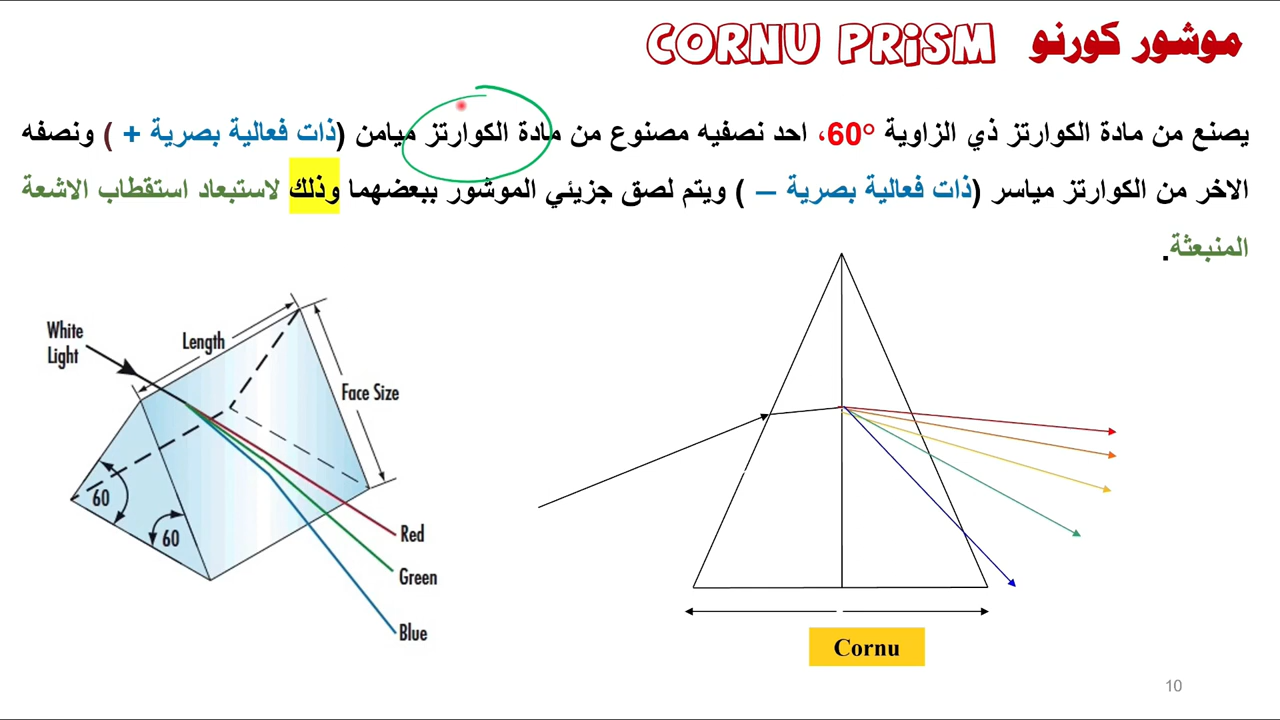 موشور كورنو CORNU PRiSM
يصنع من مادة الكوارتز ذي الزاوية 60°، احد نصفيه مصنوع من مادة الكوارتز ميامن (ذات فعالية بصرية + ) ونصفه
الاخر من الكوارتز مياسر (ذات فعالية بصرية – ) ويتم لصق جزيئي الموشور ببعضهما وذلك لاستبعاد استقطاب الاشعة
المنبعثة.
White
Light
Length
Face Size
60
60
Red
Green
Blue
Cornu
10